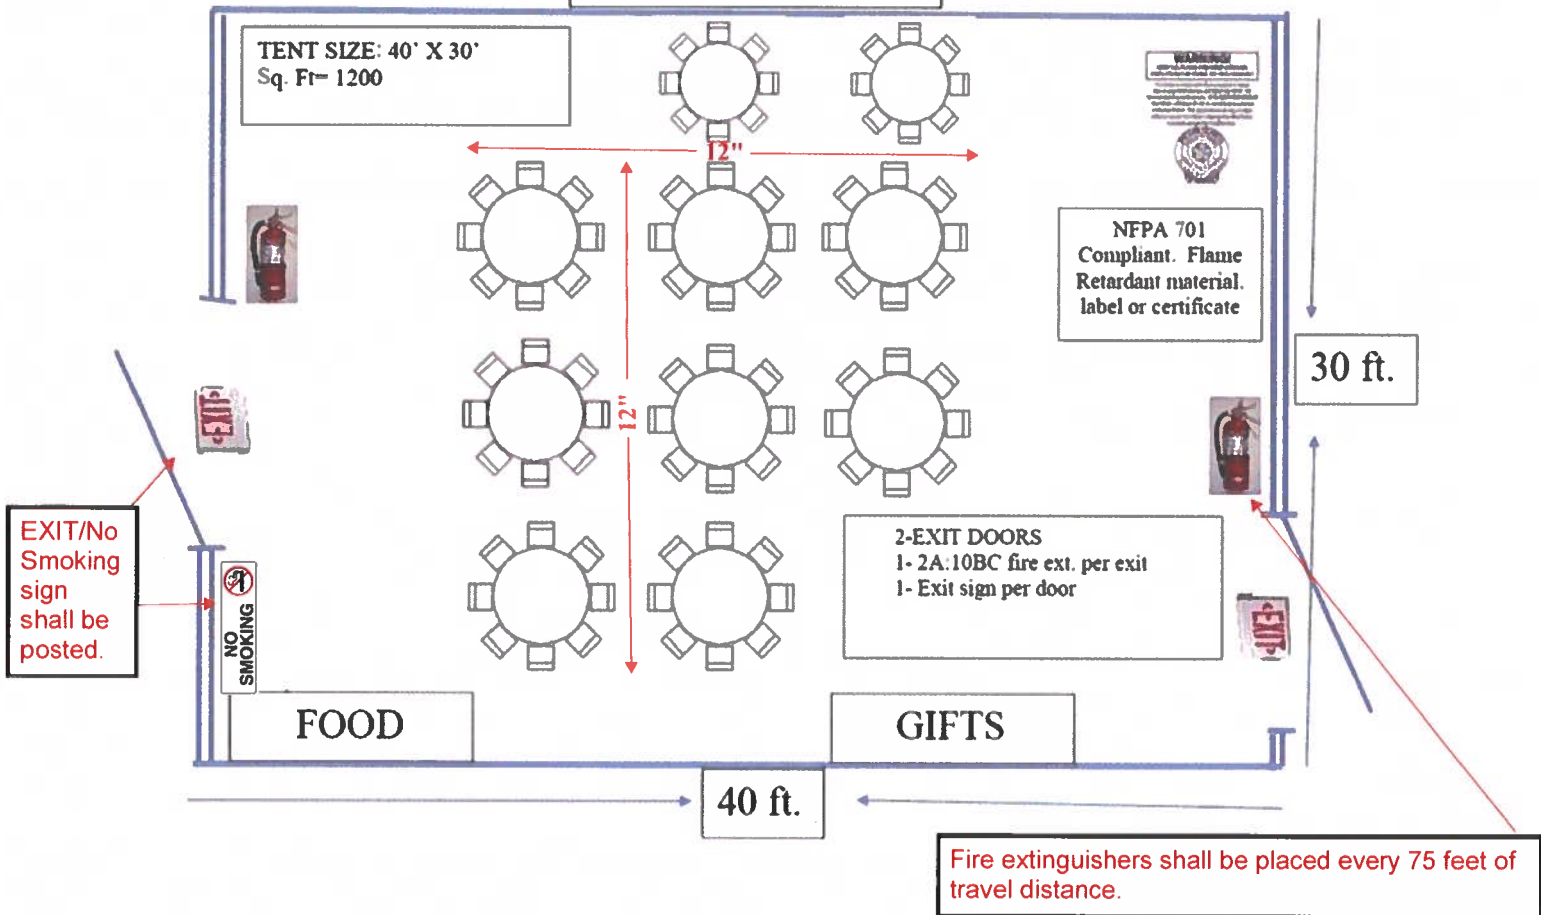 TENT SIZE: 40' X 30'
Sq. Ft= 1200
WARNING
12"
NFPA 701
Compliant. Flame
Retardant material.
label or certificate
30 ft.
12"
EXIT
EXIT/No
Smoking
sign
shall be
posted.
2-EXIT DOORS
1- 2A:10BC fire ext. per exit
1- Exit sign per door
NO
SMOKING
EXIT
FOOD
GIFTS
40 ft.
Fire extinguishers shall be placed every 75 feet of
travel distance.